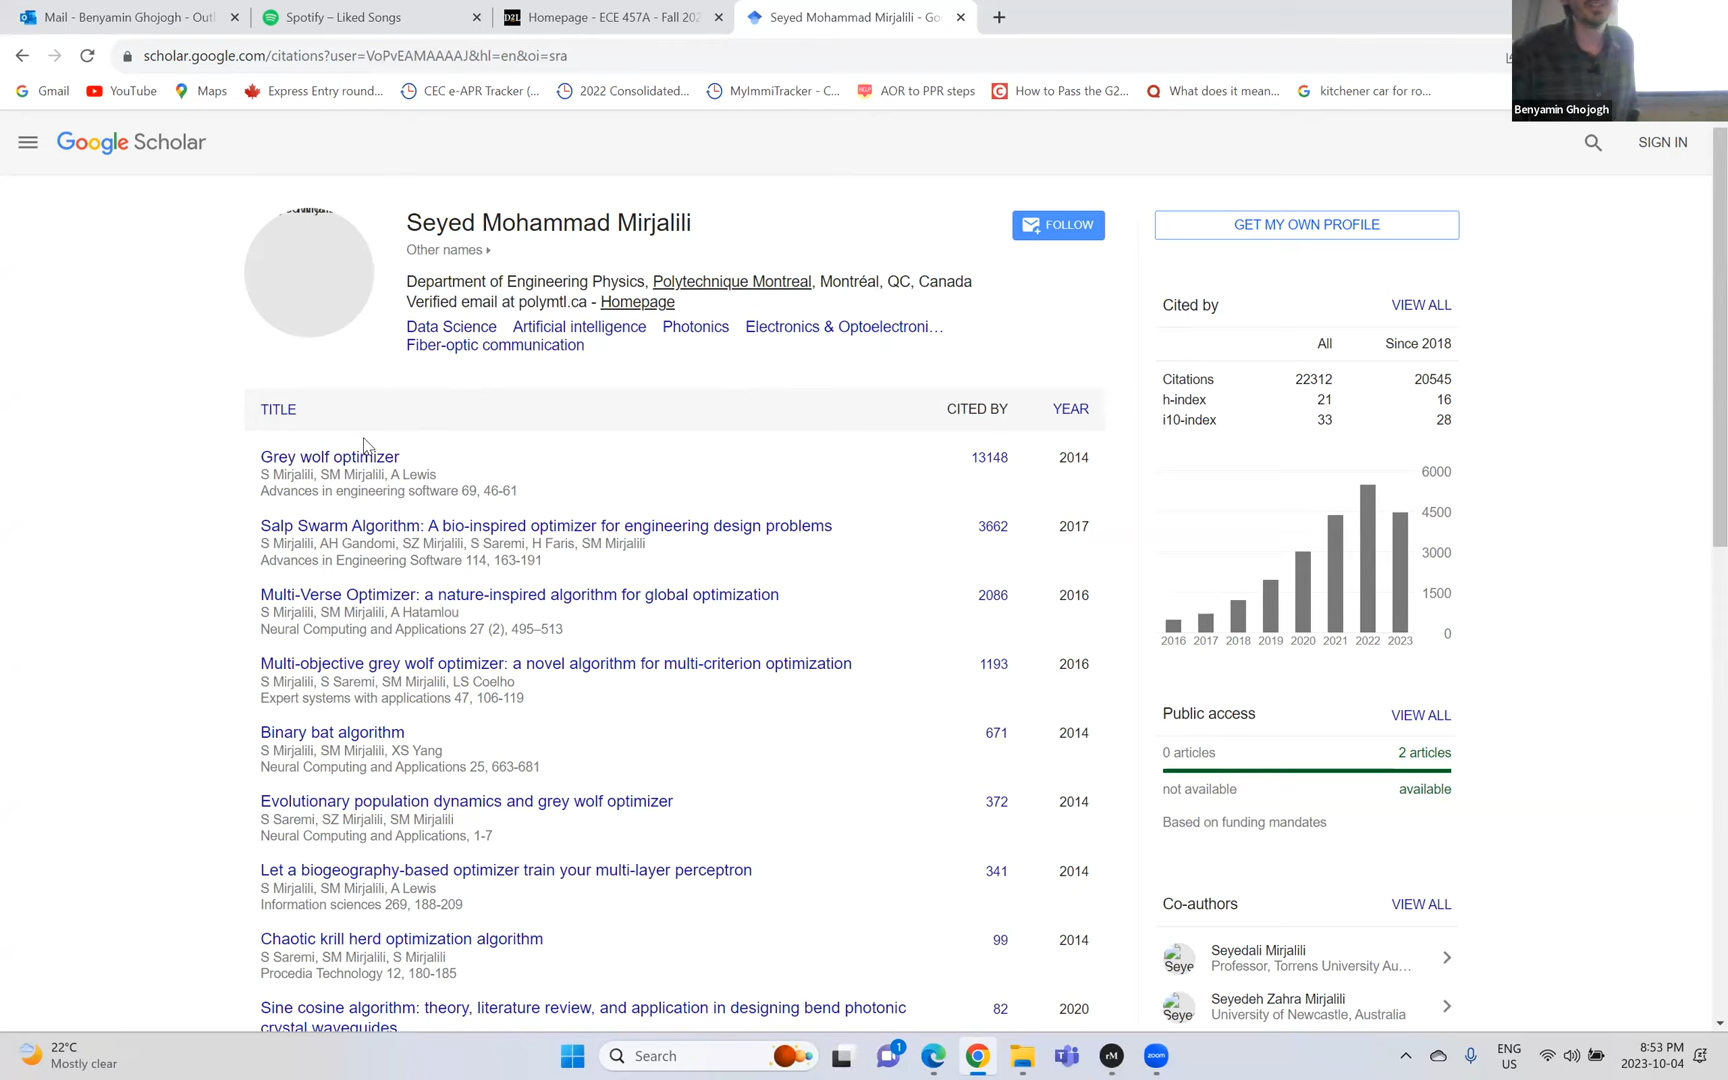 Mail - Benyamin Ghojogh - Out
Spotify – Liked Songs
D2L
Homepage - ECE 457A - Fall 202
Seyed Mohammad Mirjalili - Go
scholar.google.com/citations?user=VoPvEAMAAAAJ&hl=en&oi=sra
Gmail
YouTube
Maps
Express Entry roun...
CEC e-APR Tracker (...
2022 Consolidated...
MyImmiTracker - C...
AOR to PPR steps
How to Pass the G2...
What does it mean...
kitchener car for ro...
Benyamin Ghojogh
Google Scholar
SIGN IN
Seyed Mohammad Mirjalili
FOLLOW
GET MY OWN PROFILE
Other names
Department of Engineering Physics, Polytechnique Montreal, Montréal, QC, Canada
Verified email at polymtl.ca - Homepage
Data Science Artificial intelligence Photonics Electronics & Optoelectroni…
Fiber-optic communication
TITLE CITED BY YEAR
Grey wolf optimizer 13148 2014
S Mirjalili, SM Mirjalili, A Lewis
Advances in engineering software 69, 46-61
Salp Swarm Algorithm: A bio-inspired optimizer for engineering design problems 3662 2017
S Mirjalili, AH Gandomi, SZ Mirjalili, S Saremi, H Faris, SM Mirjalili
Advances in Engineering Software 114, 163-191
Multi-Verse Optimizer: a nature-inspired algorithm for global optimization 2086 2016
S Mirjalili, SM Mirjalili, A Hatamlou
Neural Computing and Applications 27 (2), 495–513
Multi-objective grey wolf optimizer: a novel algorithm for multi-criterion optimization 1193 2016
S Mirjalili, S Saremi, SM Mirjalili, LS Coelho
Expert systems with applications 47, 106-119
Binary bat algorithm 671 2014
S Mirjalili, SM Mirjalili, XS Yang
Neural Computing and Applications 25, 663-681
Evolutionary population dynamics and grey wolf optimizer 372 2014
S Saremi, SZ Mirjalili, SM Mirjalili
Neural Computing and Applications, 1-7
Let a biogeography-based optimizer train your multi-layer perceptron 341 2014
S Mirjalili, SM Mirjalili, A Lewis
Information sciences 269, 188-209
Chaotic krill herd optimization algorithm 99 2014
S Saremi, SM Mirjalili, S Mirjalili
Procedia Technology 12, 180-185
Sine cosine algorithm: theory, literature review, and application in designing bend photonic 82 2020
crystal waveguides
Cited by VIEW ALL
All Since 2018
Citations 22312 20545
h-index 21 16
i10-index 33 28
6000
4500
3000
1500
0
2016 2017 2018 2019 2020 2021 2022 2023
Public access VIEW ALL
0 articles 2 articles
not available available
Based on funding mandates
Co-authors VIEW ALL
Seye
Seyedali Mirjalili
Professor, Torrens University Au…
Seye
Seyedeh Zahra Mirjalili
University of Newcastle, Australia
22°C
Mostly clear
Search
1
rM
zoom
ENG
US
8:53 PM
2023-10-04